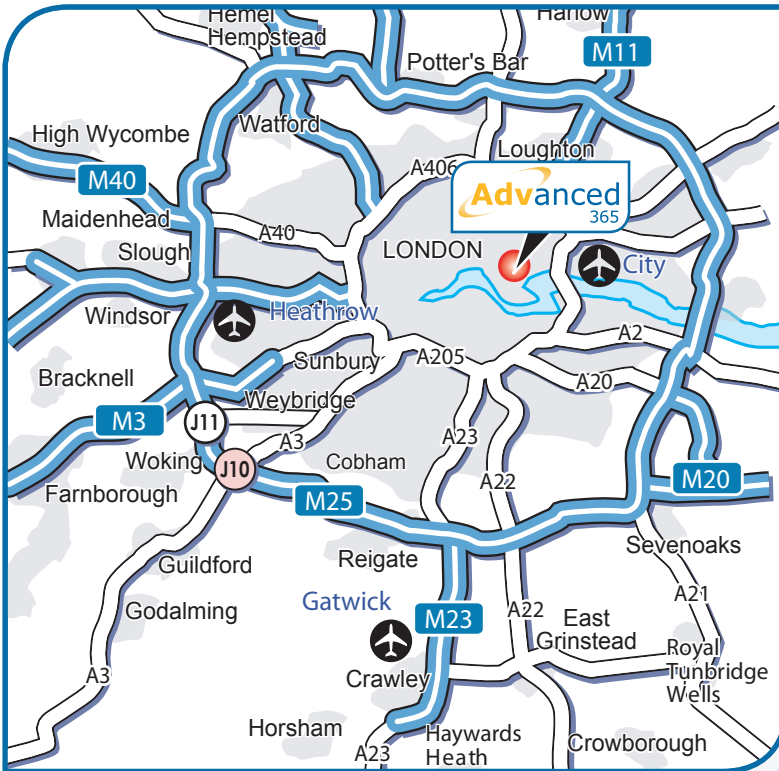 Hemel
Hempstead
Harlow
M11
Potter's Bar
High Wycombe
Watford
Loughton
A406
M40
Advanced
365
Maidenhead
A40
LONDON
Slough
City
Windsor
Heathrow
A2
Sunbury
A205
Bracknell
A20
Weybridge
M3
J11
A3
A23
Woking
J10
Cobham
A22
M20
Farnborough
M25
Sevenoaks
Reigate
Guildford
A21
Gatwick
Godalming
M23
A22
East
Grinstead
Royal
Tunbridge
Wells
A3
Crawley
Horsham
Haywards
Heath
A23
Crowborough